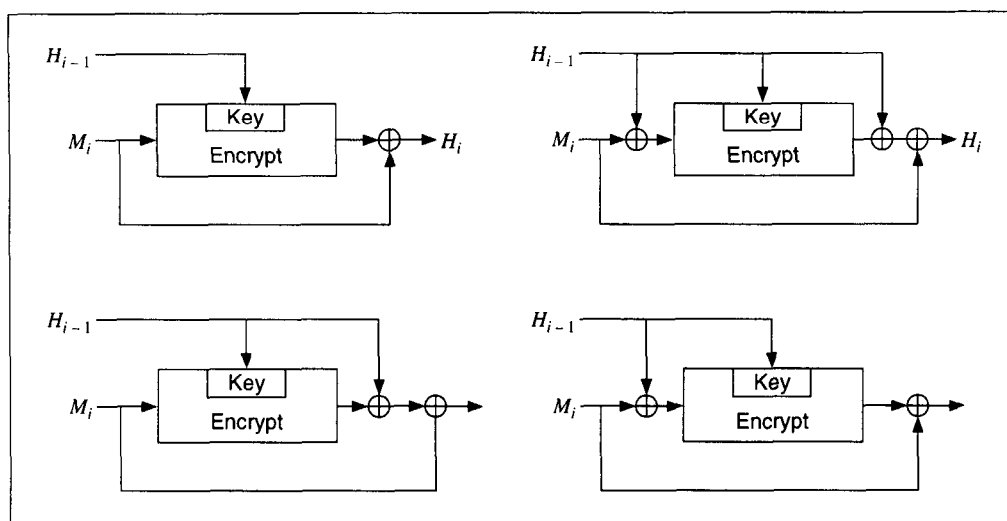 H_{i-1}
Key
M_i
Encrypt
H_i
H_{i-1}
Key
M_i
Encrypt
H_i
H_{i-1}
Key
M_i
Encrypt
H_{i-1}
Key
M_i
Encrypt